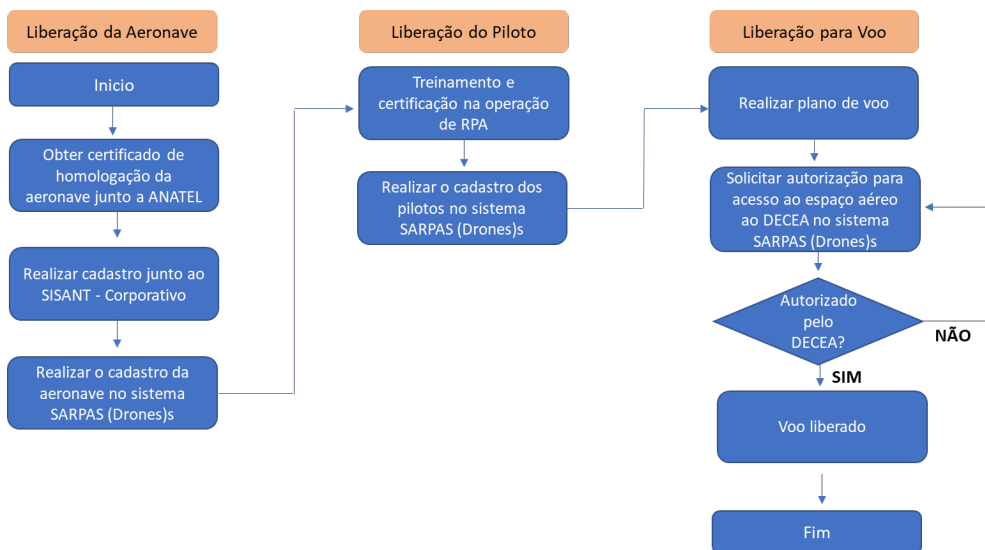 Liberação da Aeronave
Inicio
Obter certificado de
homologação da
aeronave junto a ANATEL
Realizar cadastro junto ao
SISANT - Corporativo
Realizar o cadastro da
aeronave no sistema
SARPAS (Drone)s
Liberação do Piloto
Treinamento e
certificação na operação
de RPA
Realizar o cadastro dos
pilotos no sistema
SARPAS (Drones)s
Liberação para Voo
Realizar plano de voo
Solicitar autorização para
acesso ao espaço aéreo
ao DECEA no sistema
SARPAS (Drones)s
Autorizado
pelo
DECEA?
NÃO
SIM
Voo liberado
Fim